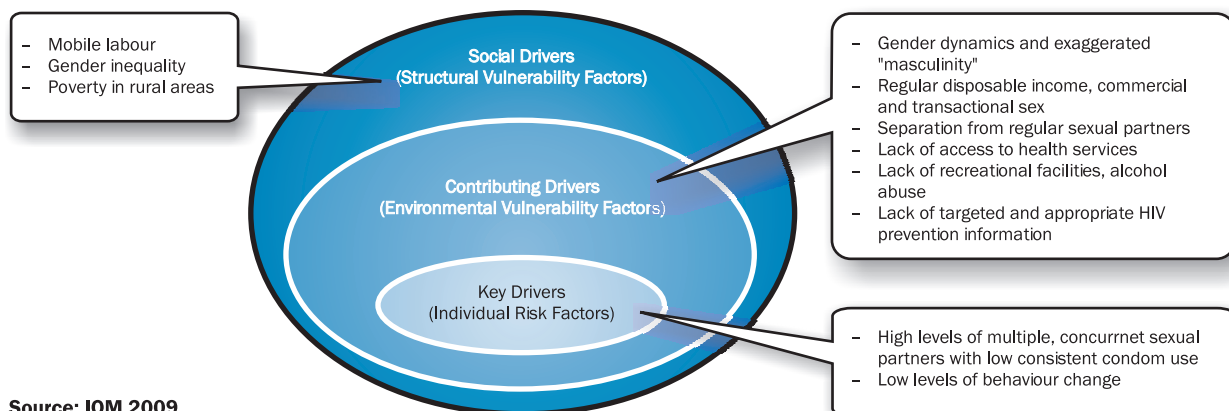 – Mobile labour
– Gender inequality
– Poverty in rural areas
Social Drivers
(Structural Vulnerability Factors)
– Gender dynamics and exaggerated
"masculinity"
– Regular disposable income, commercial
and transactional sex
– Separation from regular sexual partners
– Lack of access to health services
– Lack of recreational facilities, alcohol
abuse
– Lack of targeted and appropriate HIV
prevention information
Contributing Drivers
(Environmental Vulnerability Factors)
Key Drivers
(Individual Risk Factors)
– High levels of multiple, concurrnet sexual
partners with low consistent condom use
– Low levels of behaviour change
Source: IOM 2009